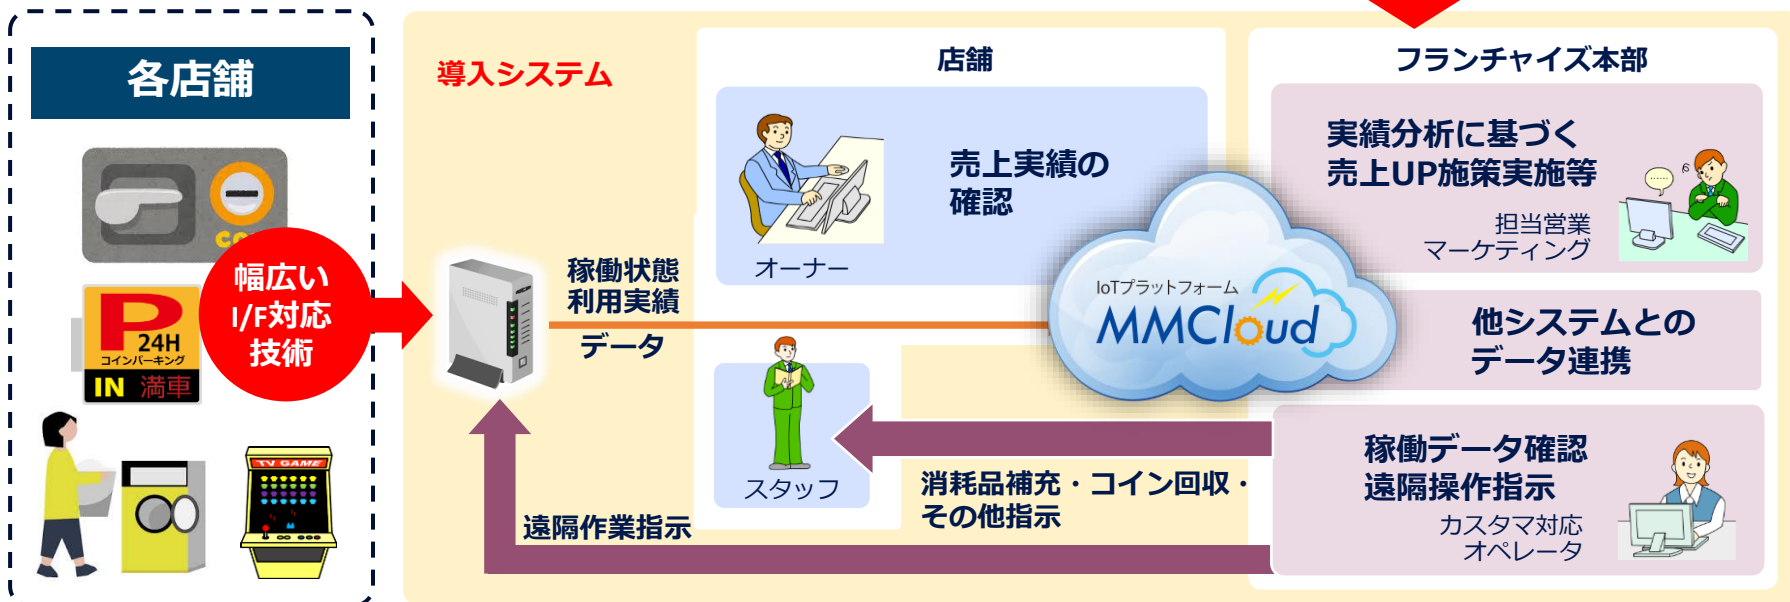 各店舗
幅広い
I/F対応
技術
P
24H
コインパーキング
IN 満車
TV GAME
導入システム
稼働状態
利用実績
データ
店舗
売上実績の
確認
オーナー
スタッフ
IoTプラットフォーム
MMCloud
フランチャイズ本部
実績分析に基づく
売上UP施策実施等
担当営業
マーケティング
他システムとの
データ連携
稼働データ確認
遠隔操作指示
カスタマ対応
オペレータ
消耗品補充・コイン回収・
その他指示
遠隔作業指示